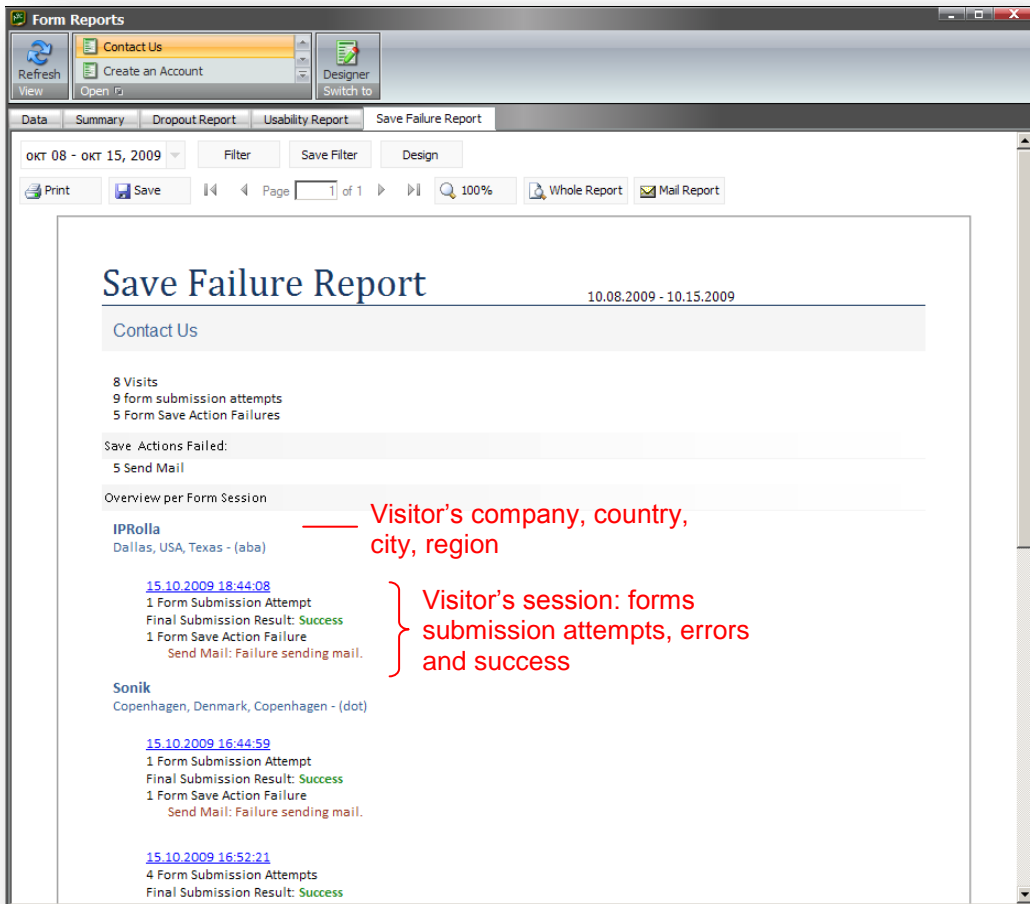 Form Reports
Contact Us
Create an Account
Refresh
Designer
View
Open
Switch to
Data Summary Dropout Report Usability Report Save Failure Report
окт 08 - окт 15, 2009 Filter Save Filter Design
Print Save Page 1 of 1 100% Whole Report Mail Report
Save Failure Report
10.08.2009 - 10.15.2009
Contact Us
8 Visits
9 form submission attempts
5 Form Save Action Failures
Save Actions Failed:
5 Send Mail
Overview per Form Session
IPRolla
Dallas, USA, Texas - (aba)
Visitor’s company, country,
city, region
15.10.2009 18:44:08
1 Form Submission Attempt
Final Submission Result: Success
1 Form Save Action Failure
Send Mail: Failure sending mail.
Visitor’s session: forms
submission attempts, errors
and success
Sonik
Copenhagen, Denmark, Copenhagen - (dot)
15.10.2009 16:44:59
1 Form Submission Attempt
Final Submission Result: Success
1 Form Save Action Failure
Send Mail: Failure sending mail.
15.10.2009 16:52:21
4 Form Submission Attempts
Final Submission Result: Success